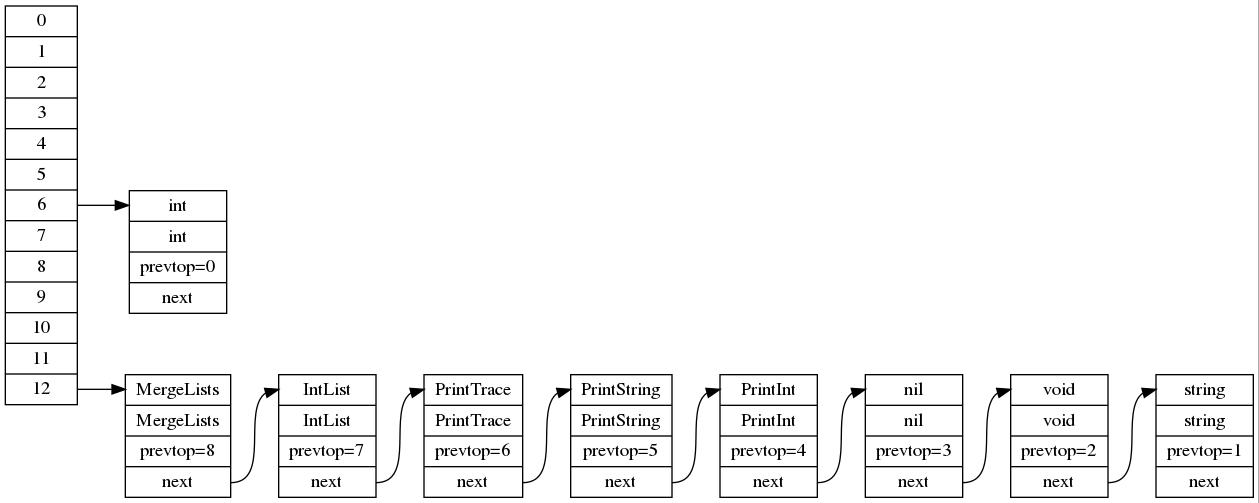 0
1
2
3
4
5
6
7
8
9
10
11
12
int
int
prevtop=0
next
MergeLists
MergeLists
prevtop=8
next
IntList
IntList
prevtop=7
next
PrintTrace
PrintTrace
prevtop=6
next
PrintString
PrintString
prevtop=5
next
PrintInt
PrintInt
prevtop=4
next
nil
nil
prevtop=3
next
void
void
prevtop=2
next
string
string
prevtop=1
next